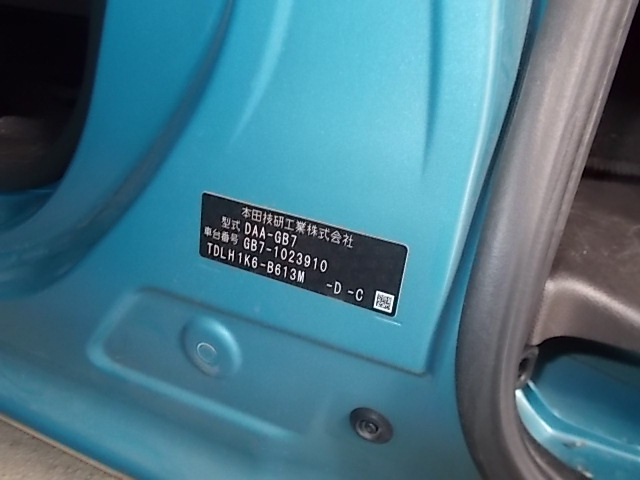 本田技研工業株式会社
型式 DAA-GB7
車台番号 GB7-1023910
TDLH1K6-B613M -D -C